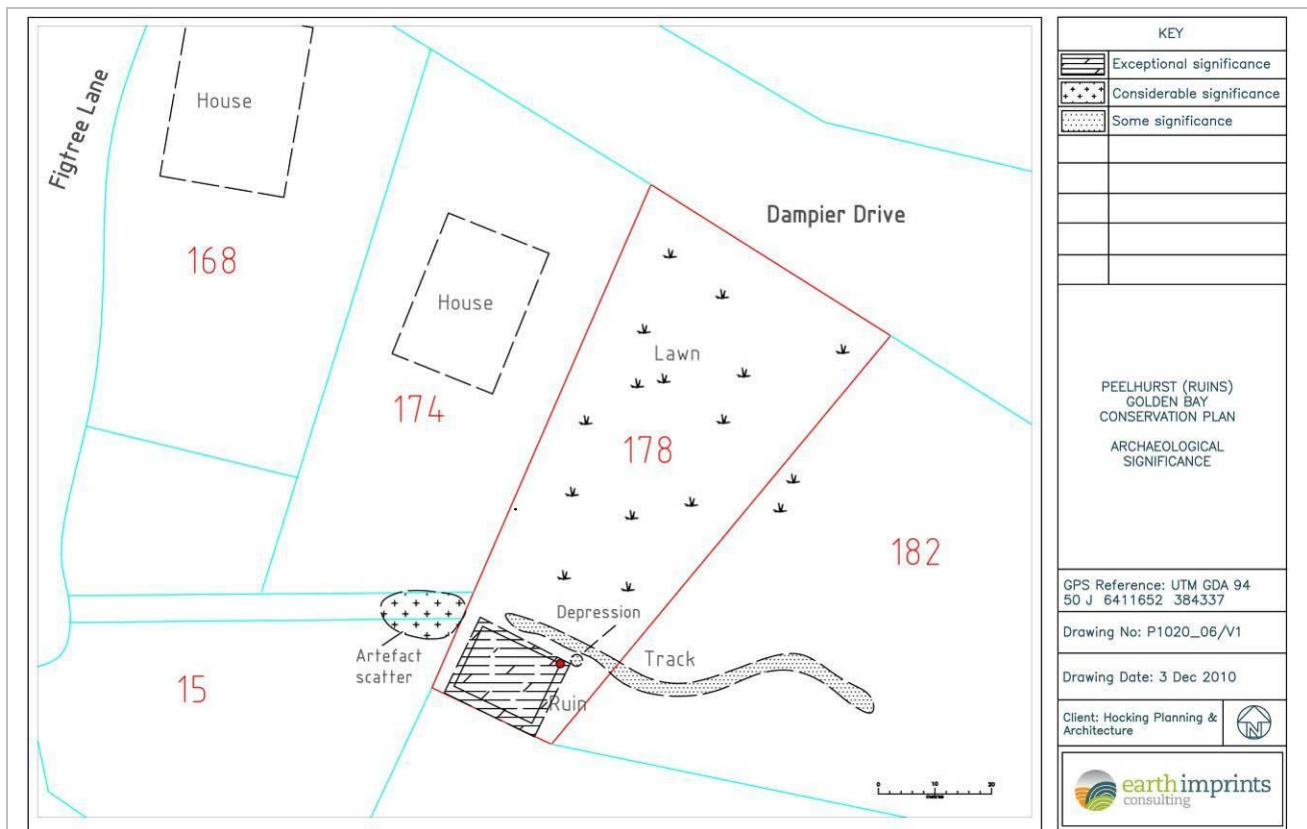 Figtree Lane
House
168
House
174
Dampier Drive
Lawn
178
182
Depression
Track
Artefact
scatter
15
Ruin
0 10 20
metres
KEY
Exceptional significance
Considerable significance
Some significance
PEELHURST (RUINS)
GOLDEN BAY
CONSERVATION PLAN
ARCHAEOLOGICAL
SIGNIFICANCE
GPS Reference: UTM GDA 94
50 J 6411652 384337
Drawing No: P1020_06/V1
Drawing Date: 3 Dec 2010
Client: Hocking Planning &
Architecture
N
earth imprints
consulting